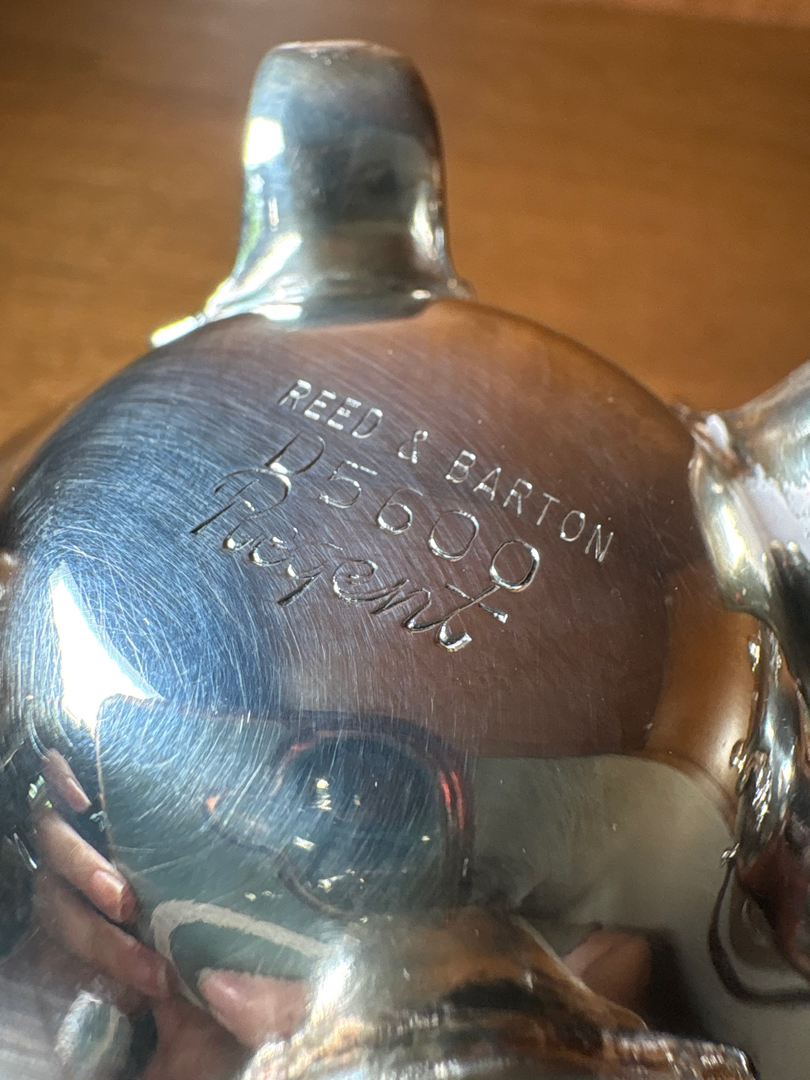 REED & BARTON
D5600
Regent